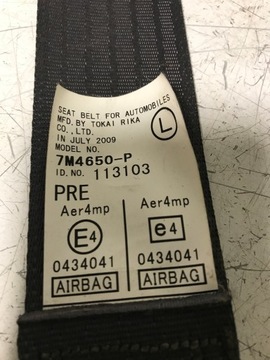 SEAT BELT FOR AUTOMOBILES
MFD. BY TOKAI RIKA
CO.,LTD.
IN JULY 2009
MODEL NO.
L
7M4650-P
ID. NO. 113103
PRE
Aer4mp Aer4mp
E4 e4
0434041 0434041
AIRBAG AIRBAG